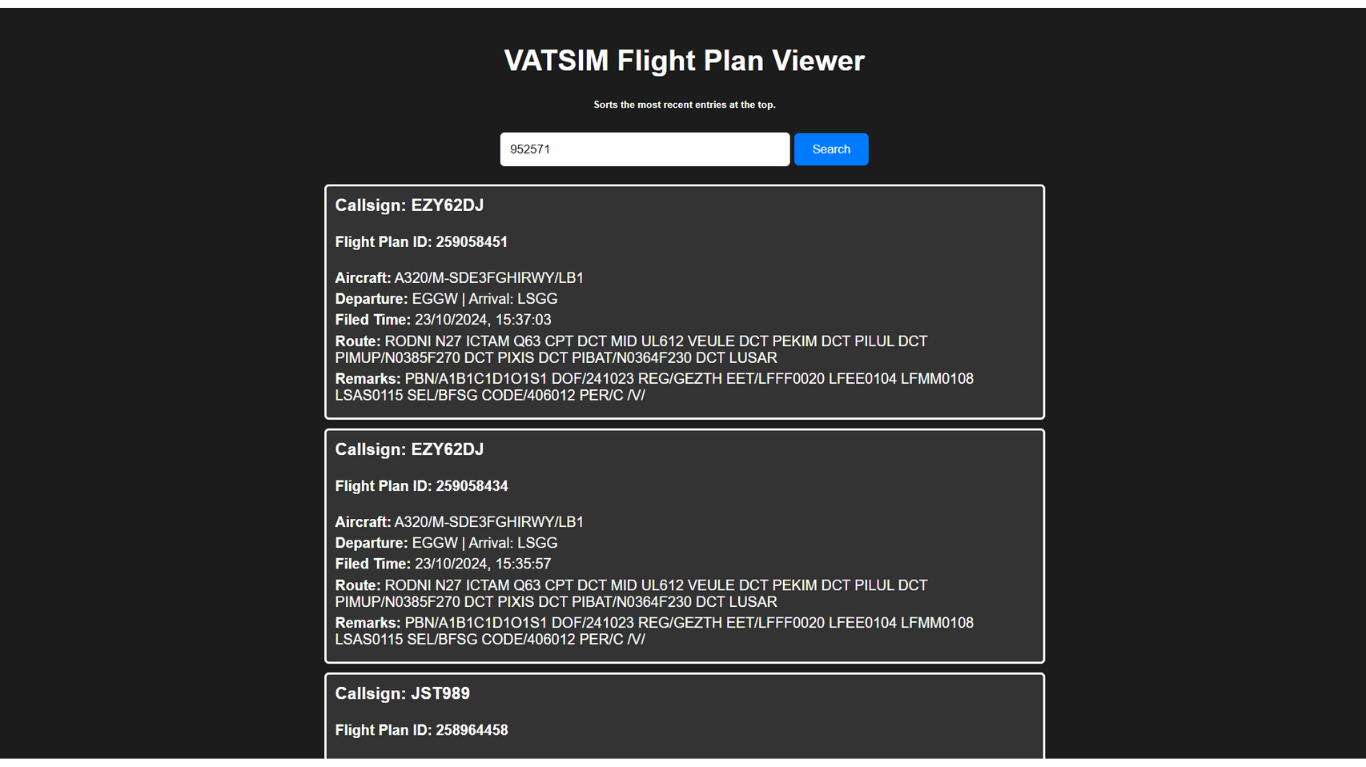 VATSIM Flight Plan Viewer
Sorts the most recent entries at the top.
952571
Search
Callsign: EZY62DJ
Flight Plan ID: 259058451
Aircraft: A320/M-SDE3FGHIRWY/LB1
Departure: EGGW | Arrival: LSGG
Filed Time: 23/10/2024, 15:37:03
Route: RODNI N27 ICTAM Q63 CPT DCT MID UL612 VEULE DCT PEKIM DCT PILUL DCT
PIMUP/N0385F270 DCT PIXIS DCT PIBAT/N0364F230 DCT LUSAR
Remarks: PBN/A1B1C1D1O1S1 DOF/241023 REG/GEZTH EET/LFFF0020 LFEE0104 LFMM0108
LSAS0115 SEL/BFSG CODE/406012 PER/C /V/
Callsign: EZY62DJ
Flight Plan ID: 259058434
Aircraft: A320/M-SDE3FGHIRWY/LB1
Departure: EGGW | Arrival: LSGG
Filed Time: 23/10/2024, 15:35:57
Route: RODNI N27 ICTAM Q63 CPT DCT MID UL612 VEULE DCT PEKIM DCT PILUL DCT
PIMUP/N0385F270 DCT PIXIS DCT PIBAT/N0364F230 DCT LUSAR
Remarks: PBN/A1B1C1D1O1S1 DOF/241023 REG/GEZTH EET/LFFF0020 LFEE0104 LFMM0108
LSAS0115 SEL/BFSG CODE/406012 PER/C /V/
Callsign: JST989
Flight Plan ID: 258964458